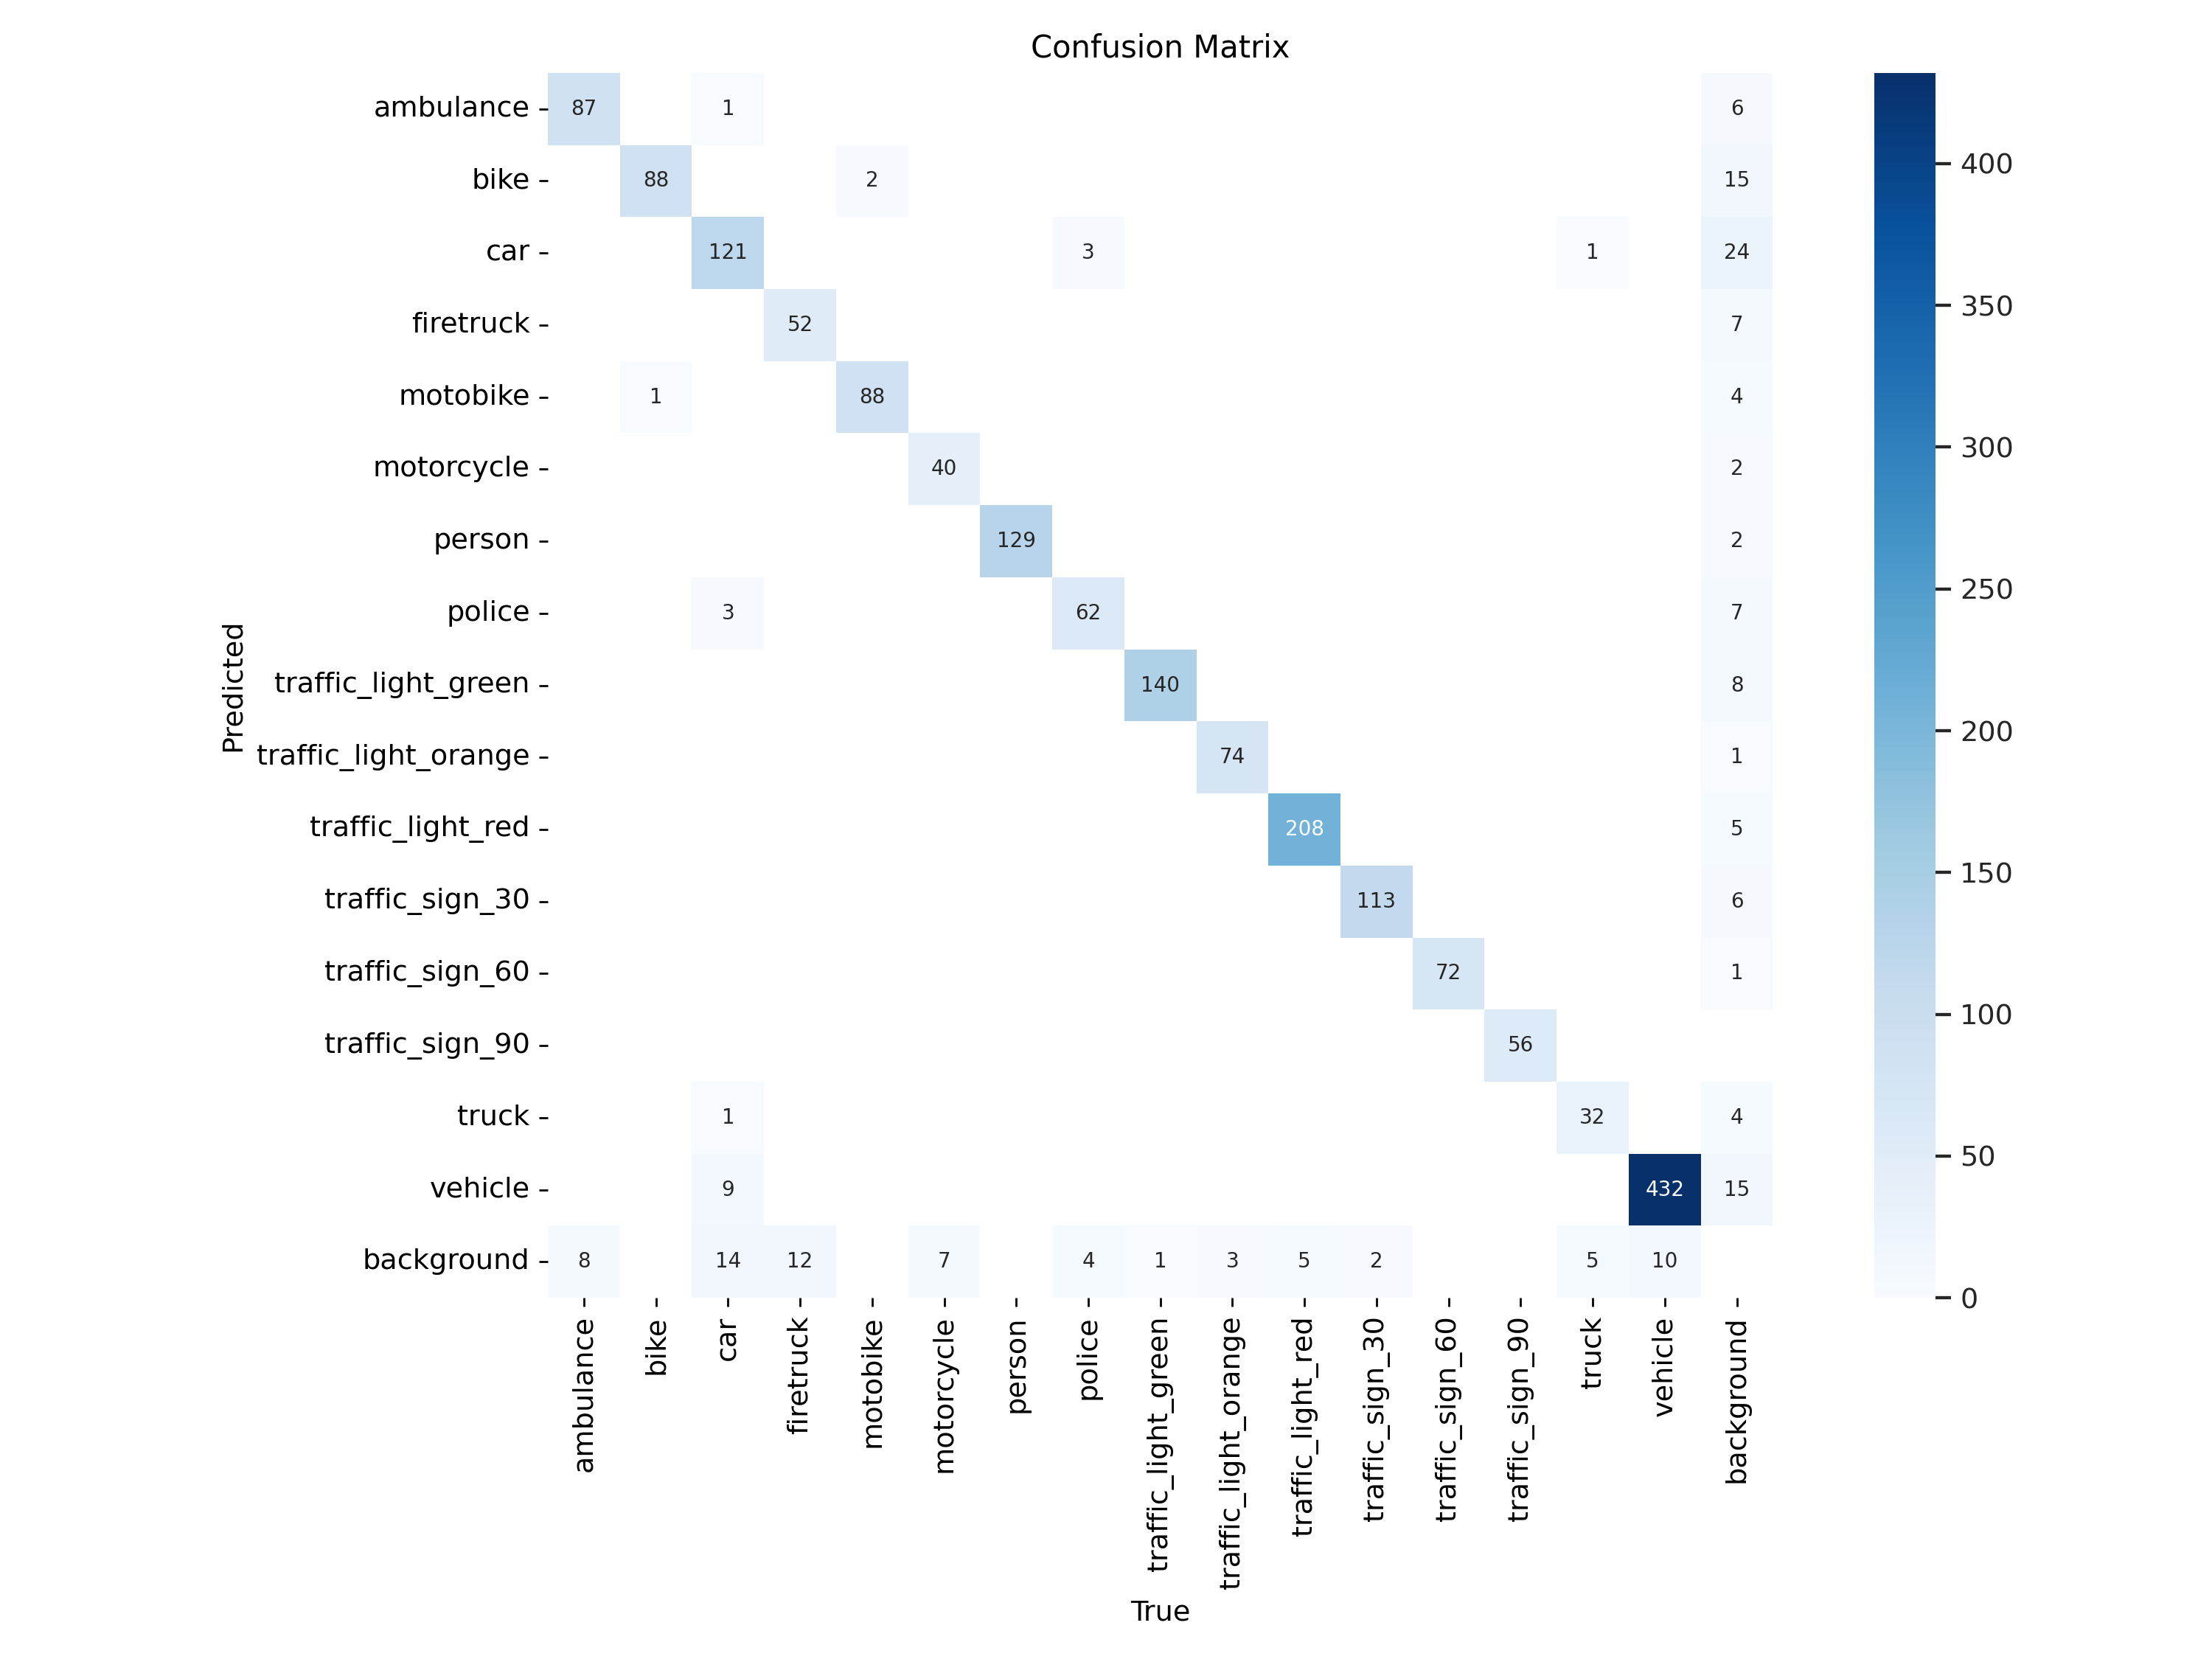 Confusion Matrix
ambulance 87 1 6
bike 88 2 15
car 121 3 1 24
firetruck 52 7
motobike 1 88 4
motorcycle 40 2
person 129 2
police 3 62 7
traffic_light_green 140 8
traffic_light_orange 74 1
traffic_light_red 208 5
traffic_sign_30 113 6
traffic_sign_60 72 1
traffic_sign_90 56
truck 1 32 4
vehicle 9 432 15
background 8 14 12 7 4 1 3 5 2 5 10
Predicted
ambulance
bike
car
firetruck
motobike
motorcycle
person
police
traffic_light_green
traffic_light_orange
traffic_light_red
traffic_sign_30
traffic_sign_60
traffic_sign_90
truck
vehicle
background
True
400
350
300
250
200
150
100
50
0